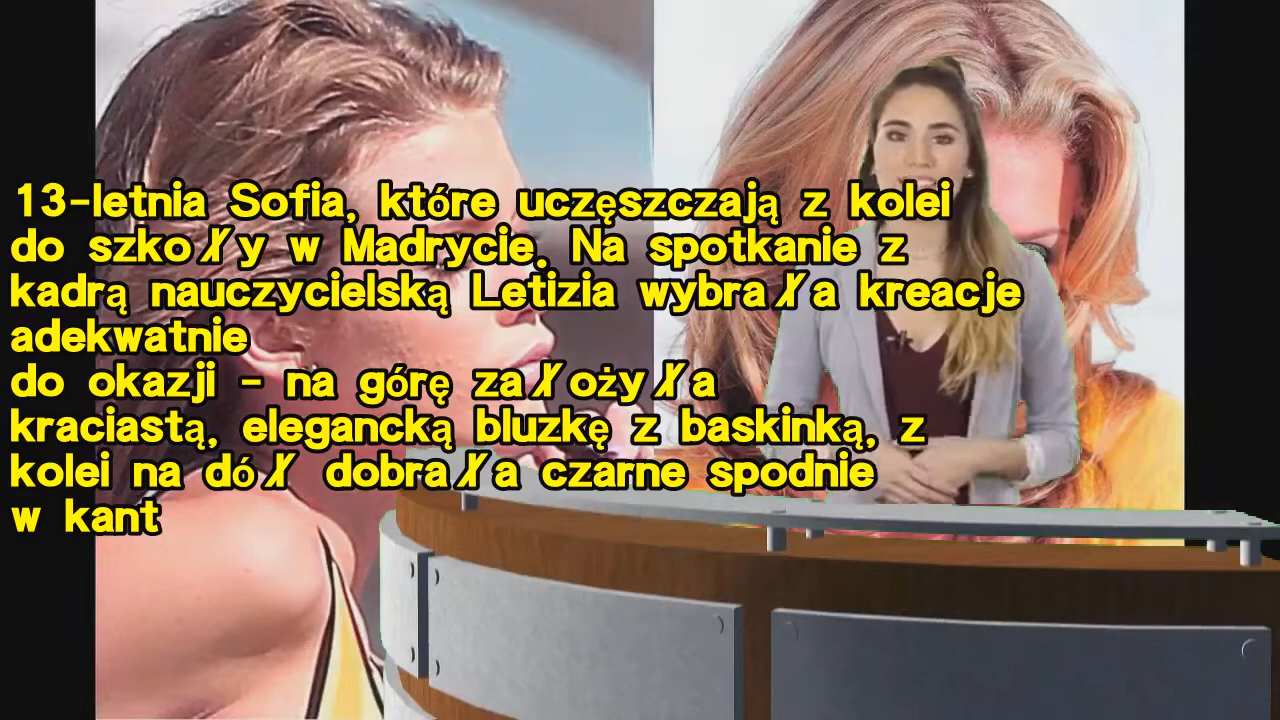 13-letnia Sofia, które uczęszczają z kolei
do szkoły w Madrycie. Na spotkanie z
kadrą nauczycielską Letizia wybrała kreacje
adekwatnie
do okazji - na górę założyła
kraciastą, elegancką bluzkę z baskinką, z
kolei na dół dobrała czarne spodnie
w kant